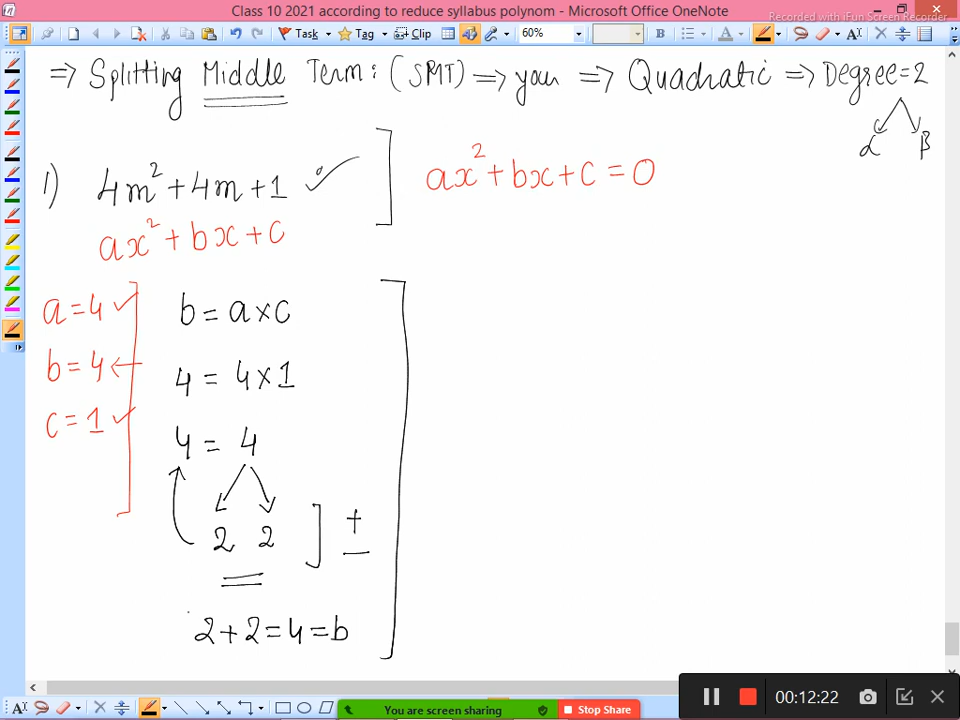 Class 10 2021 according to reduce syllabus polynom - Microsoft Office OneNote
Recorded with iFun Screen Recorder
Task Tag Clip 60% B A A
⇒ Splitting Middle Term: (SMT) ⇒ your ⇒ Quadratic ⇒ Degree=2
α β
1) 4m² + 4m + 1 ✓ ax² + bx + c = 0
ax² + bx + c
a = 4 ✓
b = 4 ←
c = 1 ✓
b = a × c
4 = 4 × 1
4 = 4
2 2 ] ±
2 + 2 = 4 = b
00:12:22
You are screen sharing Stop Share